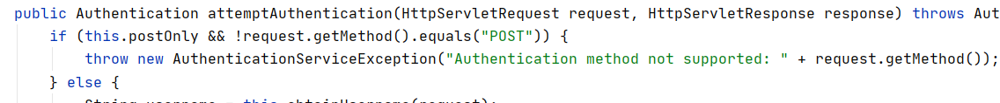 public Authentication attemptAuthentication(HttpServletRequest request, HttpServletResponse response) throws Aut
if (this.postOnly && !request.getMethod().equals("POST")) {
throw new AuthenticationServiceException("Authentication method not supported: " + request.getMethod());
} else {
String username = this.obtainUsername(request);